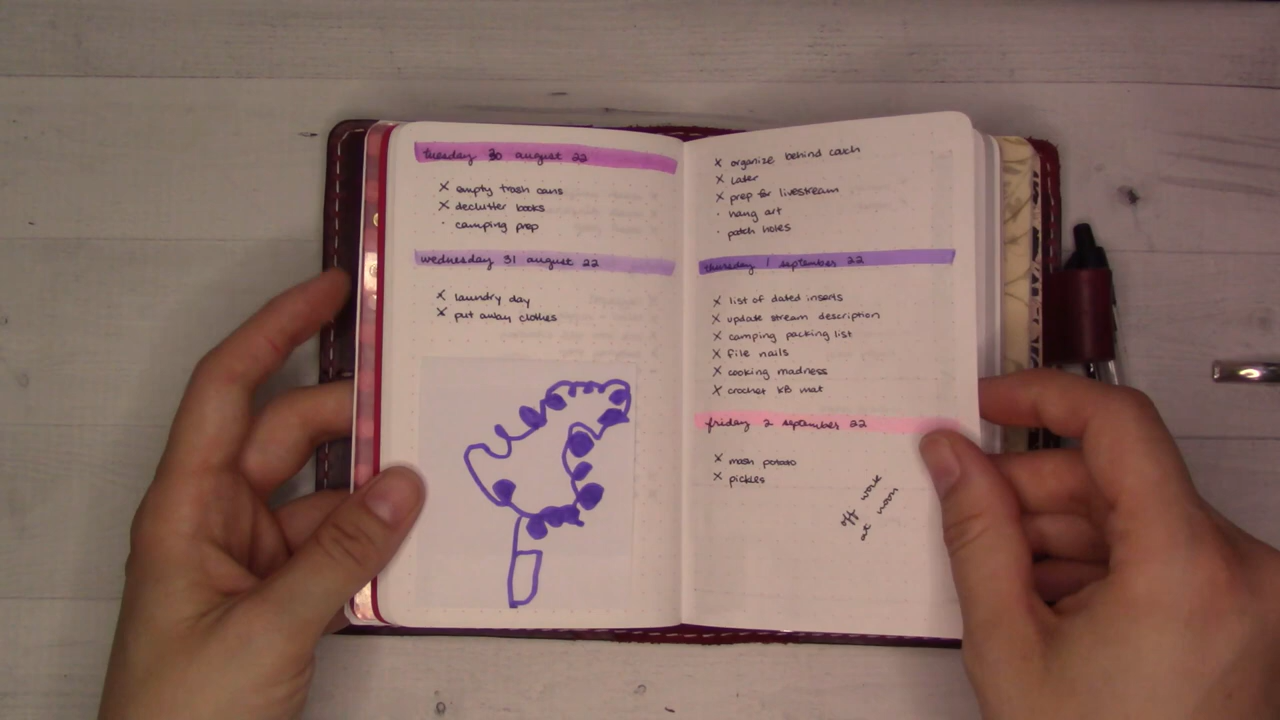 tuesday 30 august 22
x empty trash cans
x declutter books
· camping prep
wednesday 31 august 22
x laundry day
x put away clothes
x organize behind couch
x later
x prep for livestream
· hang art
· patch holes
thursday 1 september 22
x list of dated inserts
x update stream description
x camping packing list
x file nails
x cooking madness
x crochet KB mat
friday 2 september 22
x mash potato
x pickles
off work
at noon